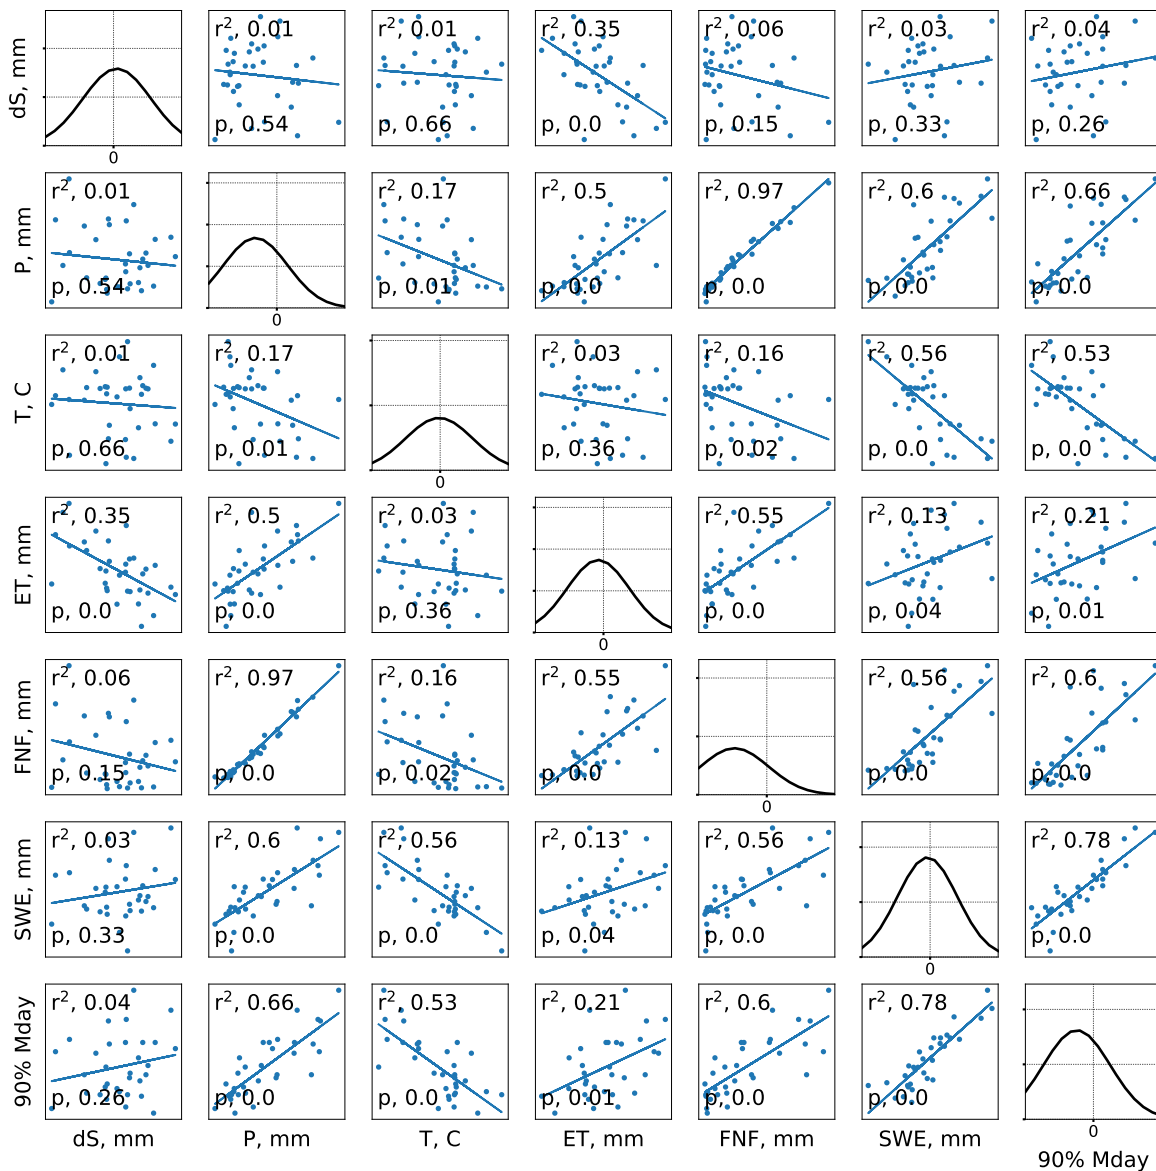 dS, mm
r², 0.01
p, 0.54
r², 0.01
p, 0.66
r², 0.35
p, 0.0
r², 0.06
p, 0.15
r², 0.03
p, 0.33
r², 0.04
p, 0.26
0
P, mm
r², 0.01
p, 0.54
0
r², 0.17
p, 0.01
r², 0.5
p, 0.0
r², 0.97
p, 0.0
r², 0.6
p, 0.0
r², 0.66
p, 0.0
T, C
r², 0.01
p, 0.66
r², 0.17
p, 0.01
0
r², 0.03
p, 0.36
r², 0.16
p, 0.02
r², 0.56
p, 0.0
r², 0.53
p, 0.0
ET, mm
r², 0.35
p, 0.0
r², 0.5
p, 0.0
r², 0.03
p, 0.36
0
r², 0.55
p, 0.0
r², 0.13
p, 0.04
r², 0.21
p, 0.01
FNF, mm
r², 0.06
p, 0.15
r², 0.97
p, 0.0
r², 0.16
p, 0.02
r², 0.55
p, 0.0
0
r², 0.56
p, 0.0
r², 0.6
p, 0.0
SWE, mm
r², 0.03
p, 0.33
r², 0.6
p, 0.0
r², 0.56
p, 0.0
r², 0.13
p, 0.04
r², 0.56
p, 0.0
0
r², 0.78
p, 0.0
90% Mday
r², 0.04
p, 0.26
r², 0.66
p, 0.0
r², 0.53
p, 0.0
r², 0.21
p, 0.01
r², 0.6
p, 0.0
r², 0.78
p, 0.0
0
dS, mm
P, mm
T, C
ET, mm
FNF, mm
SWE, mm
90% Mday